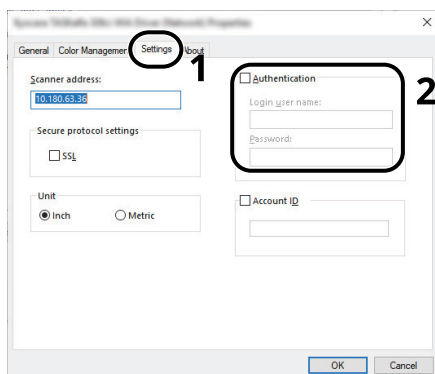 General
Color Managemen
Settings
About
1
Scanner address:
10.180.63.36
Secure protocol settings
SSL
Unit
Inch
Metric
Authentication
Login user name:
Password:
2
Account ID
OK
Cancel